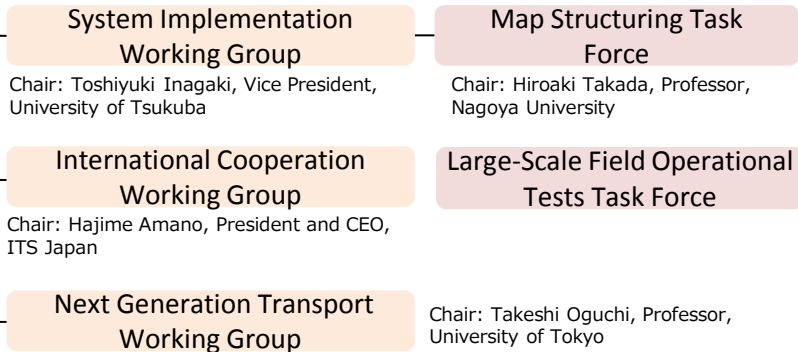 System Implementation
Working Group
Chair: Toshiyuki Inagaki, Vice President,
University of Tsukuba
Map Structuring Task
Force
Chair: Hiroaki Takada, Professor,
Nagoya University
International Cooperation
Working Group
Chair: Hajime Amano, President and CEO,
ITS Japan
Large-Scale Field Operational
Tests Task Force
Next Generation Transport
Working Group
Chair: Takeshi Oguchi, Professor,
University of Tokyo